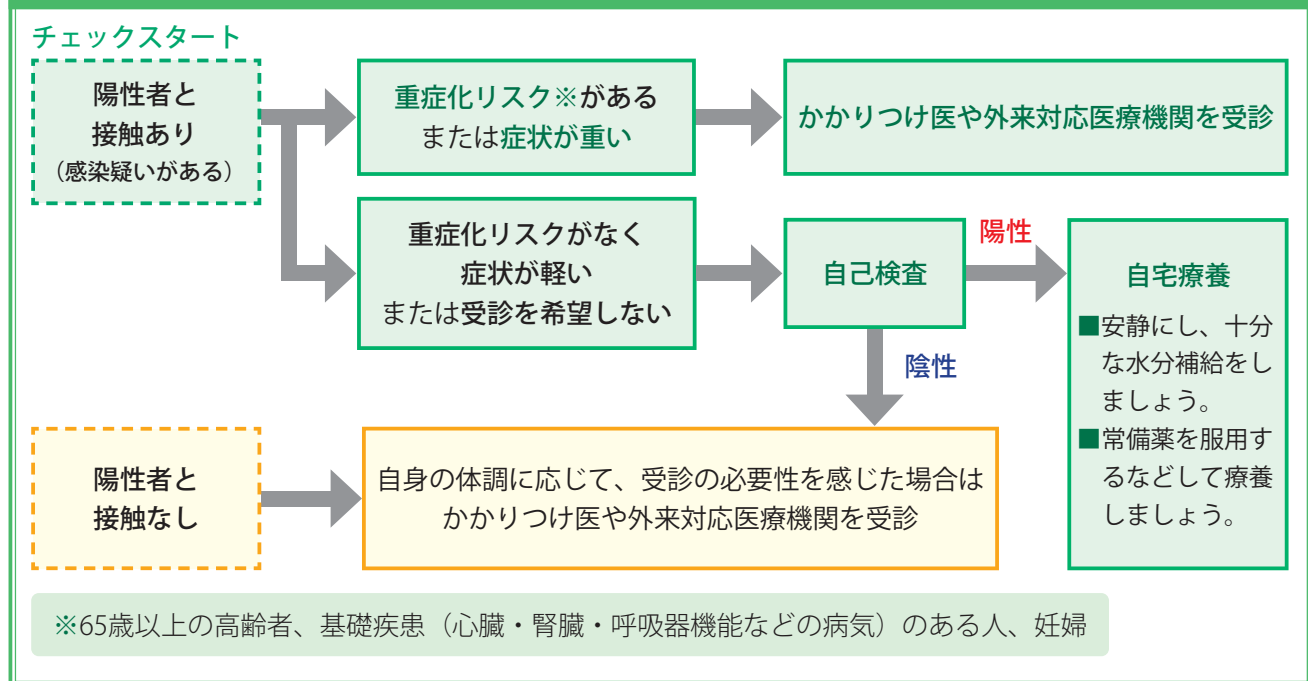 チェックスタート
陽性者と
接触あり
（感染疑いがある）
重症化リスク※がある
または症状が重い
かかりつけ医や外来対応医療機関を受診
重症化リスクがなく
症状が軽い
または受診を希望しない
自己検査
陽性
陰性
自宅療養
■安静にし、十分
な水分補給をし
ましょう。
■常備薬を服用す
るなどして療養
しましょう。
陽性者と
接触なし
自身の体調に応じて、受診の必要性を感じた場合は
かかりつけ医や外来対応医療機関を受診
※65歳以上の高齢者、基礎疾患（心臓・腎臓・呼吸器機能などの病気）のある人、妊婦